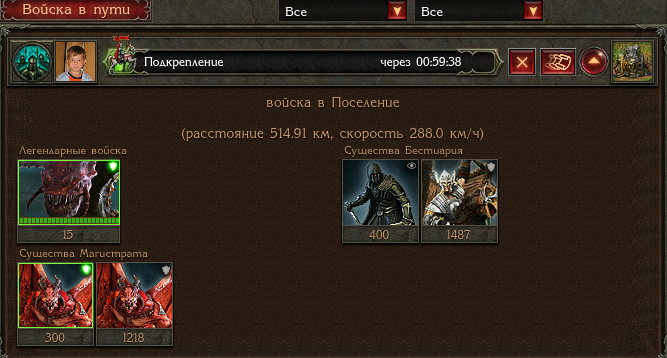 Войска в пути
Все
Все
Подкрепление
через 00:59:38
войска в Поселение
(расстояние 514.91 км, скорость 288.0 км/ч)
Легендарные войска
Существа Бестиария
15
400
1487
Существа Магистрата
300
1218